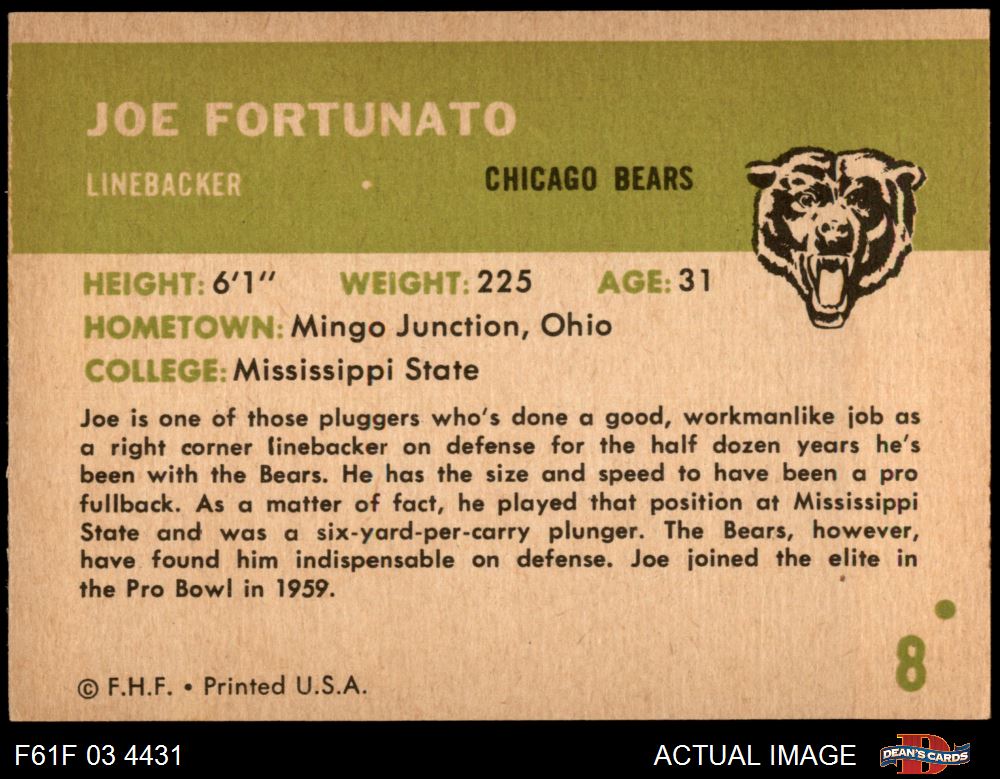 JOE FORTUNATO
LINEBACKER CHICAGO BEARS
HEIGHT: 6'1" WEIGHT: 225 AGE: 31
HOMETOWN: Mingo Junction, Ohio
COLLEGE: Mississippi State
Joe is one of those pluggers who's done a good, workmanlike job as
a right corner linebacker on defense for the half dozen years he's
been with the Bears. He has the size and speed to have been a pro
fullback. As a matter of fact, he played that position at Mississippi
State and was a six-yard-per-carry plunger. The Bears, however,
have found him indispensable on defense. Joe joined the elite in
the Pro Bowl in 1959.
8
© F.H.F. • Printed U.S.A.
F61F 03 4431 ACTUAL IMAGE D DEAN'S CARDS